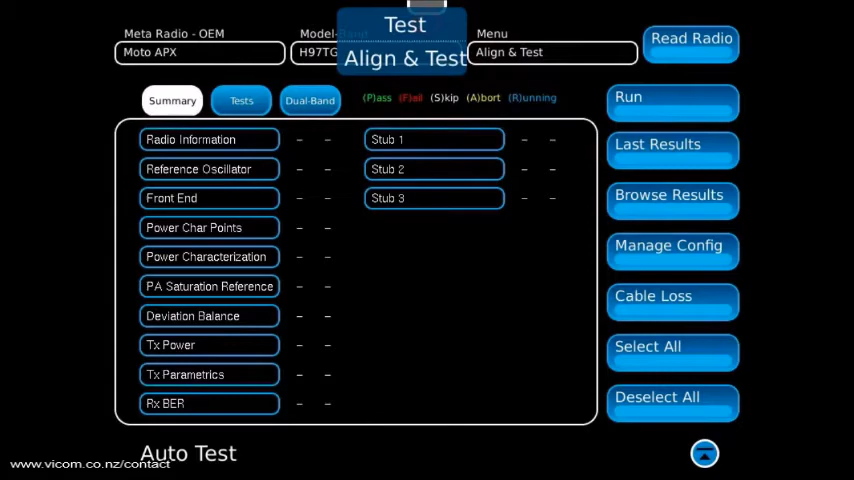 Test
Align & Test
Meta Radio - OEM
Model-Band
Menu
Moto APX
H97TG
Align & Test
Read Radio
Summary
Tests
Dual-Band
(P)ass (F)ail (S)kip (A)bort (R)unning
Run
Last Results
Browse Results
Manage Config
Cable Loss
Select All
Deselect All
Radio Information - -
Reference Oscillator - -
Front End - -
Power Char Points - -
Power Characterization - -
PA Saturation Reference - -
Deviation Balance - -
Tx Power - -
Tx Parametrics - -
Rx BER - -
Stub 1 - -
Stub 2 - -
Stub 3 - -
Auto Test
www.vicom.co.nz/contact